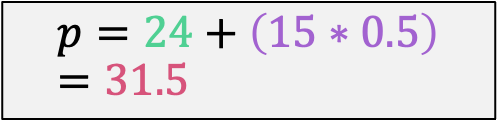 p = 24 + (15 * 0.5)
= 31.5